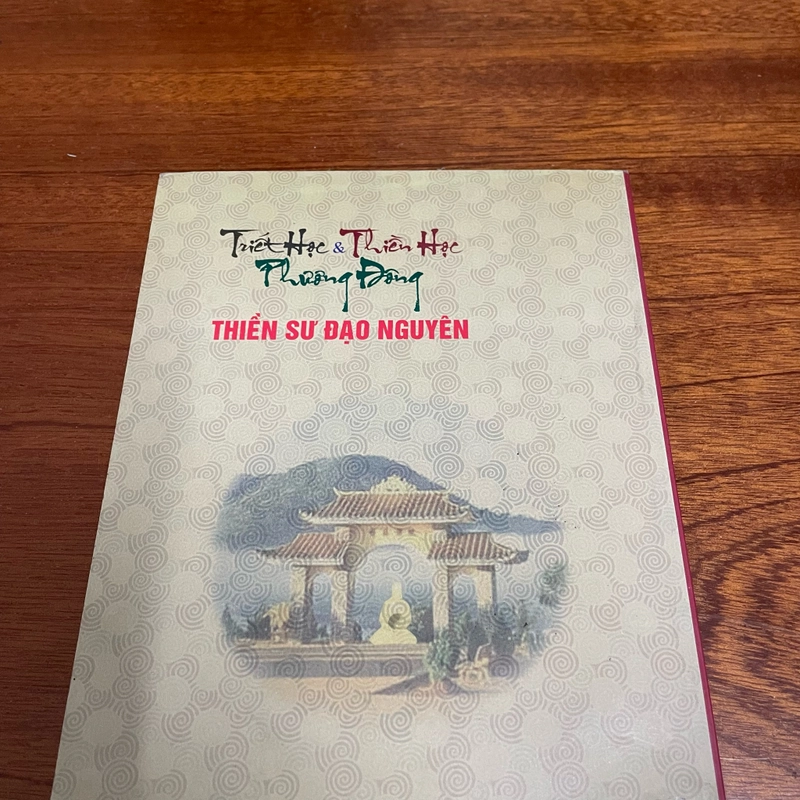 Triết Học & Thiền Học
Phương Đông
THIỀN SƯ ĐẠO NGUYÊN